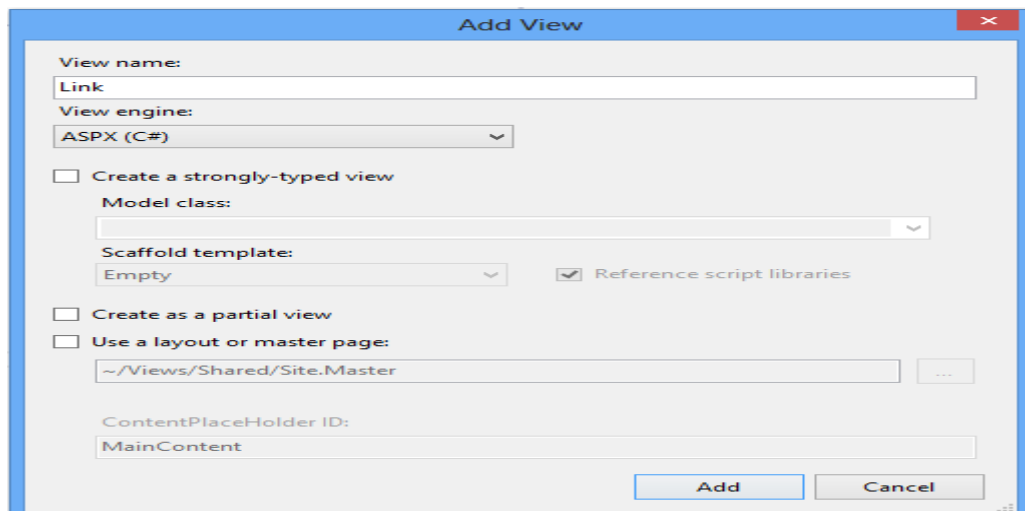 Add View
View name:
Link
View engine:
ASPX (C#)
Create a strongly-typed view
Model class:
Scaffold template:
Empty
Reference script libraries
Create as a partial view
Use a layout or master page:
~/Views/Shared/Site.Master
...
ContentPlaceHolder ID:
MainContent
Add
Cancel